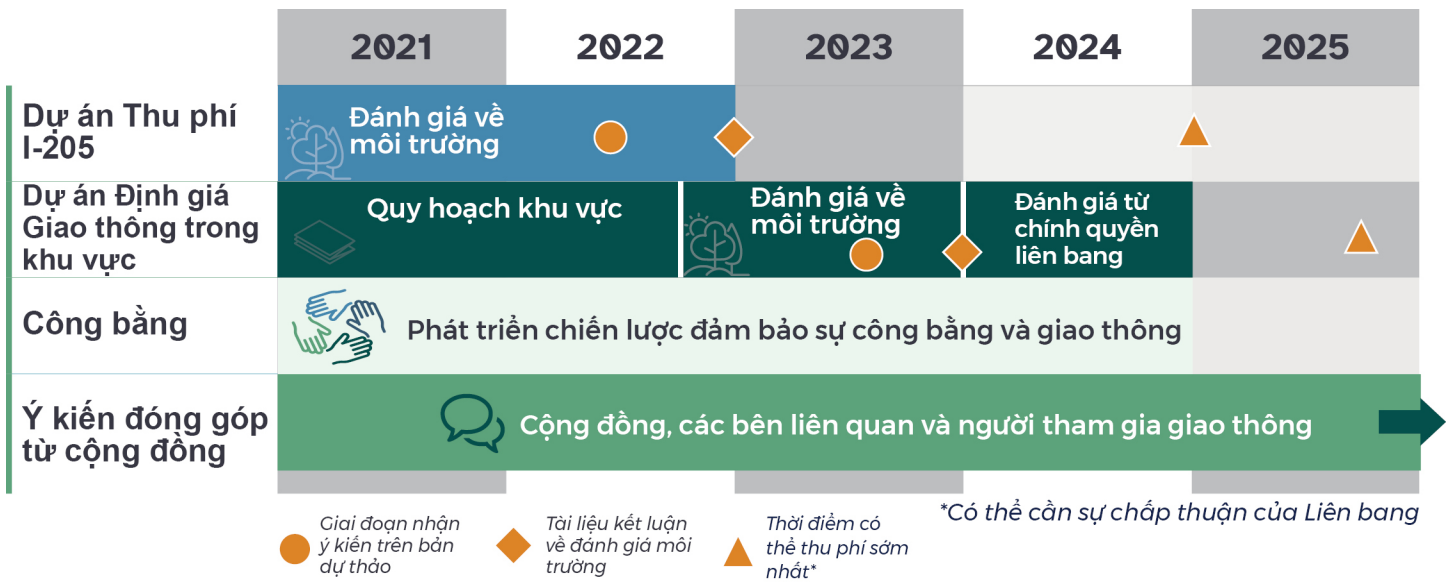 2021 2022 2023 2024 2025
Dự án Thu phí
I-205
Đánh giá về
môi trường
Dự án Định giá
Giao thông trong
khu vực
Quy hoạch khu vực
Đánh giá về
môi trường
Đánh giá từ
chính quyền
liên bang
Công bằng
Phát triển chiến lược đảm bảo sự công bằng và giao thông
Ý kiến đóng góp
từ cộng đồng
Cộng đồng, các bên liên quan và người tham gia giao thông
Giai đoạn nhận
ý kiến trên bản
dự thảo
Tài liệu kết luận
về đánh giá môi
trường
Thời điểm có
thể thu phí sớm
nhất*
*Có thể cần sự chấp thuận của Liên bang